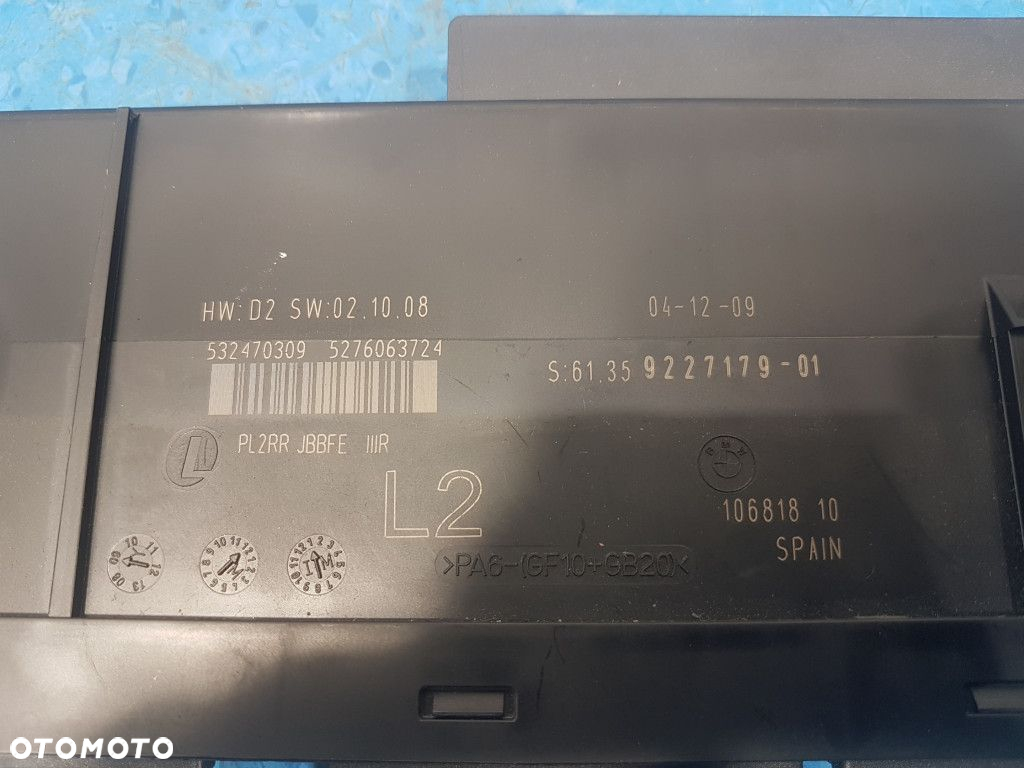 HW:D2 SW:02.10.08
04-12-09
532470309 5276063724
S:61.35 9227179-01
PL2RR JBBFE IIIR
BMW
L2
106818 10
SPAIN
>PA6-(GF10+GB20)<
OTOMOTO